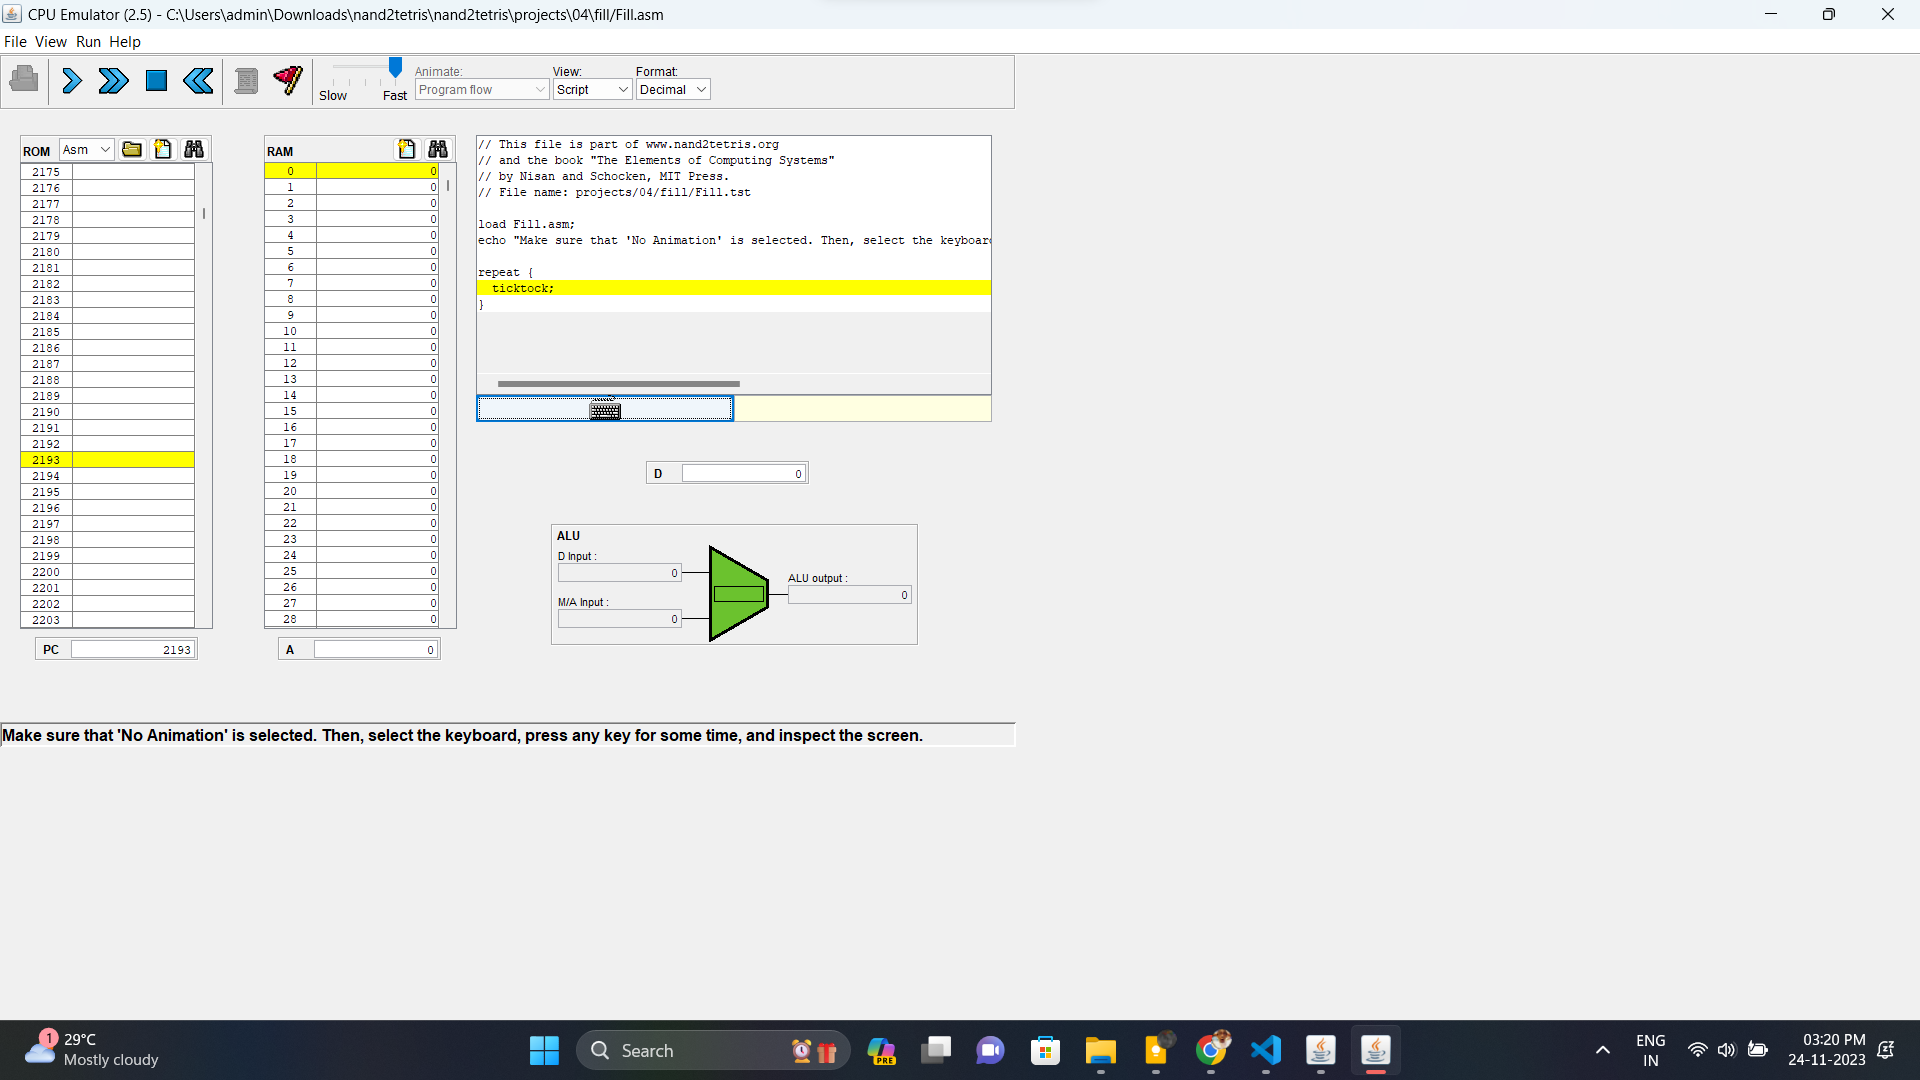 CPU Emulator (2.5) - C:\Users\admin\Downloads\nand2tetris\nand2tetris\projects\04\fill/Fill.asm
File View Run Help
Animate:
View:
Format:
Slow
Fast
Program flow
Script
Decimal
ROM
Asm
2175
2176
2177
2178
2179
2180
2181
2182
2183
2184
2185
2186
2187
2188
2189
2190
2191
2192
2193
2194
2195
2196
2197
2198
2199
2200
2201
2202
2203
PC 2193
RAM
0 0
1 0
2 0
3 0
4 0
5 0
6 0
7 0
8 0
9 0
10 0
11 0
12 0
13 0
14 0
15 0
16 0
17 0
18 0
19 0
20 0
21 0
22 0
23 0
24 0
25 0
26 0
27 0
28 0
A 0
// This file is part of www.nand2tetris.org
// and the book "The Elements of Computing Systems"
// by Nisan and Schocken, MIT Press.
// File name: projects/04/fill/Fill.tst
load Fill.asm;
echo "Make sure that 'No Animation' is selected. Then, select the keyboar
repeat {
ticktock;
}
D 0
ALU
D Input :
0
M/A Input :
0
ALU output :
0
Make sure that 'No Animation' is selected. Then, select the keyboard, press any key for some time, and inspect the screen.
1
29°C
Mostly cloudy
Search
PRE
ENG
IN
03:20 PM
24-11-2023